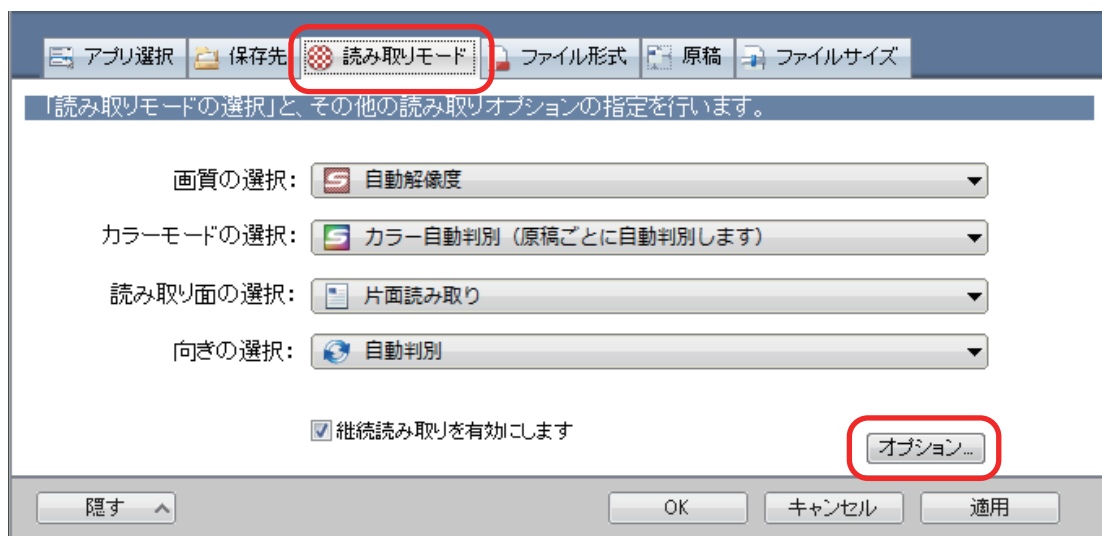 アプリ選択 保存先 読み取りモード ファイル形式 原稿 ファイルサイズ
「読み取りモードの選択」と、その他の読み取りオプションの指定を行います。
画質の選択: 自動解像度
カラーモードの選択: カラー自動判別（原稿ごとに自動判別します）
読み取り面の選択: 片面読み取り
向きの選択: 自動判別
継続読み取りを有効にします
オプション...
隠す OK キャンセル 適用